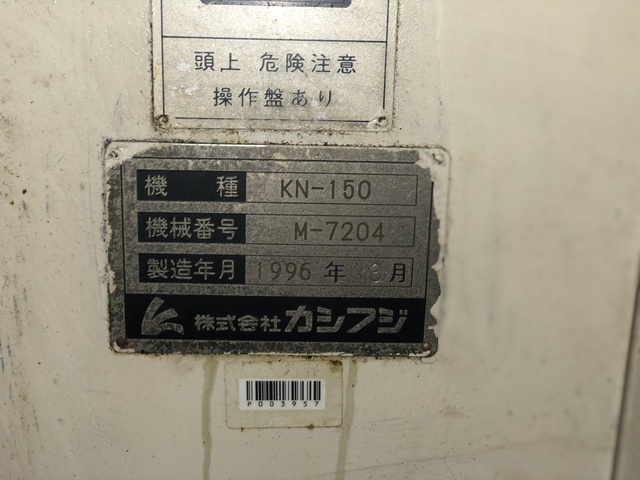 頭上 危険注意
操作盤あり
機 種 KN-150
機械番号 M-7204
製造年月 1996 年 月
株式会社 カシフジ
P003957